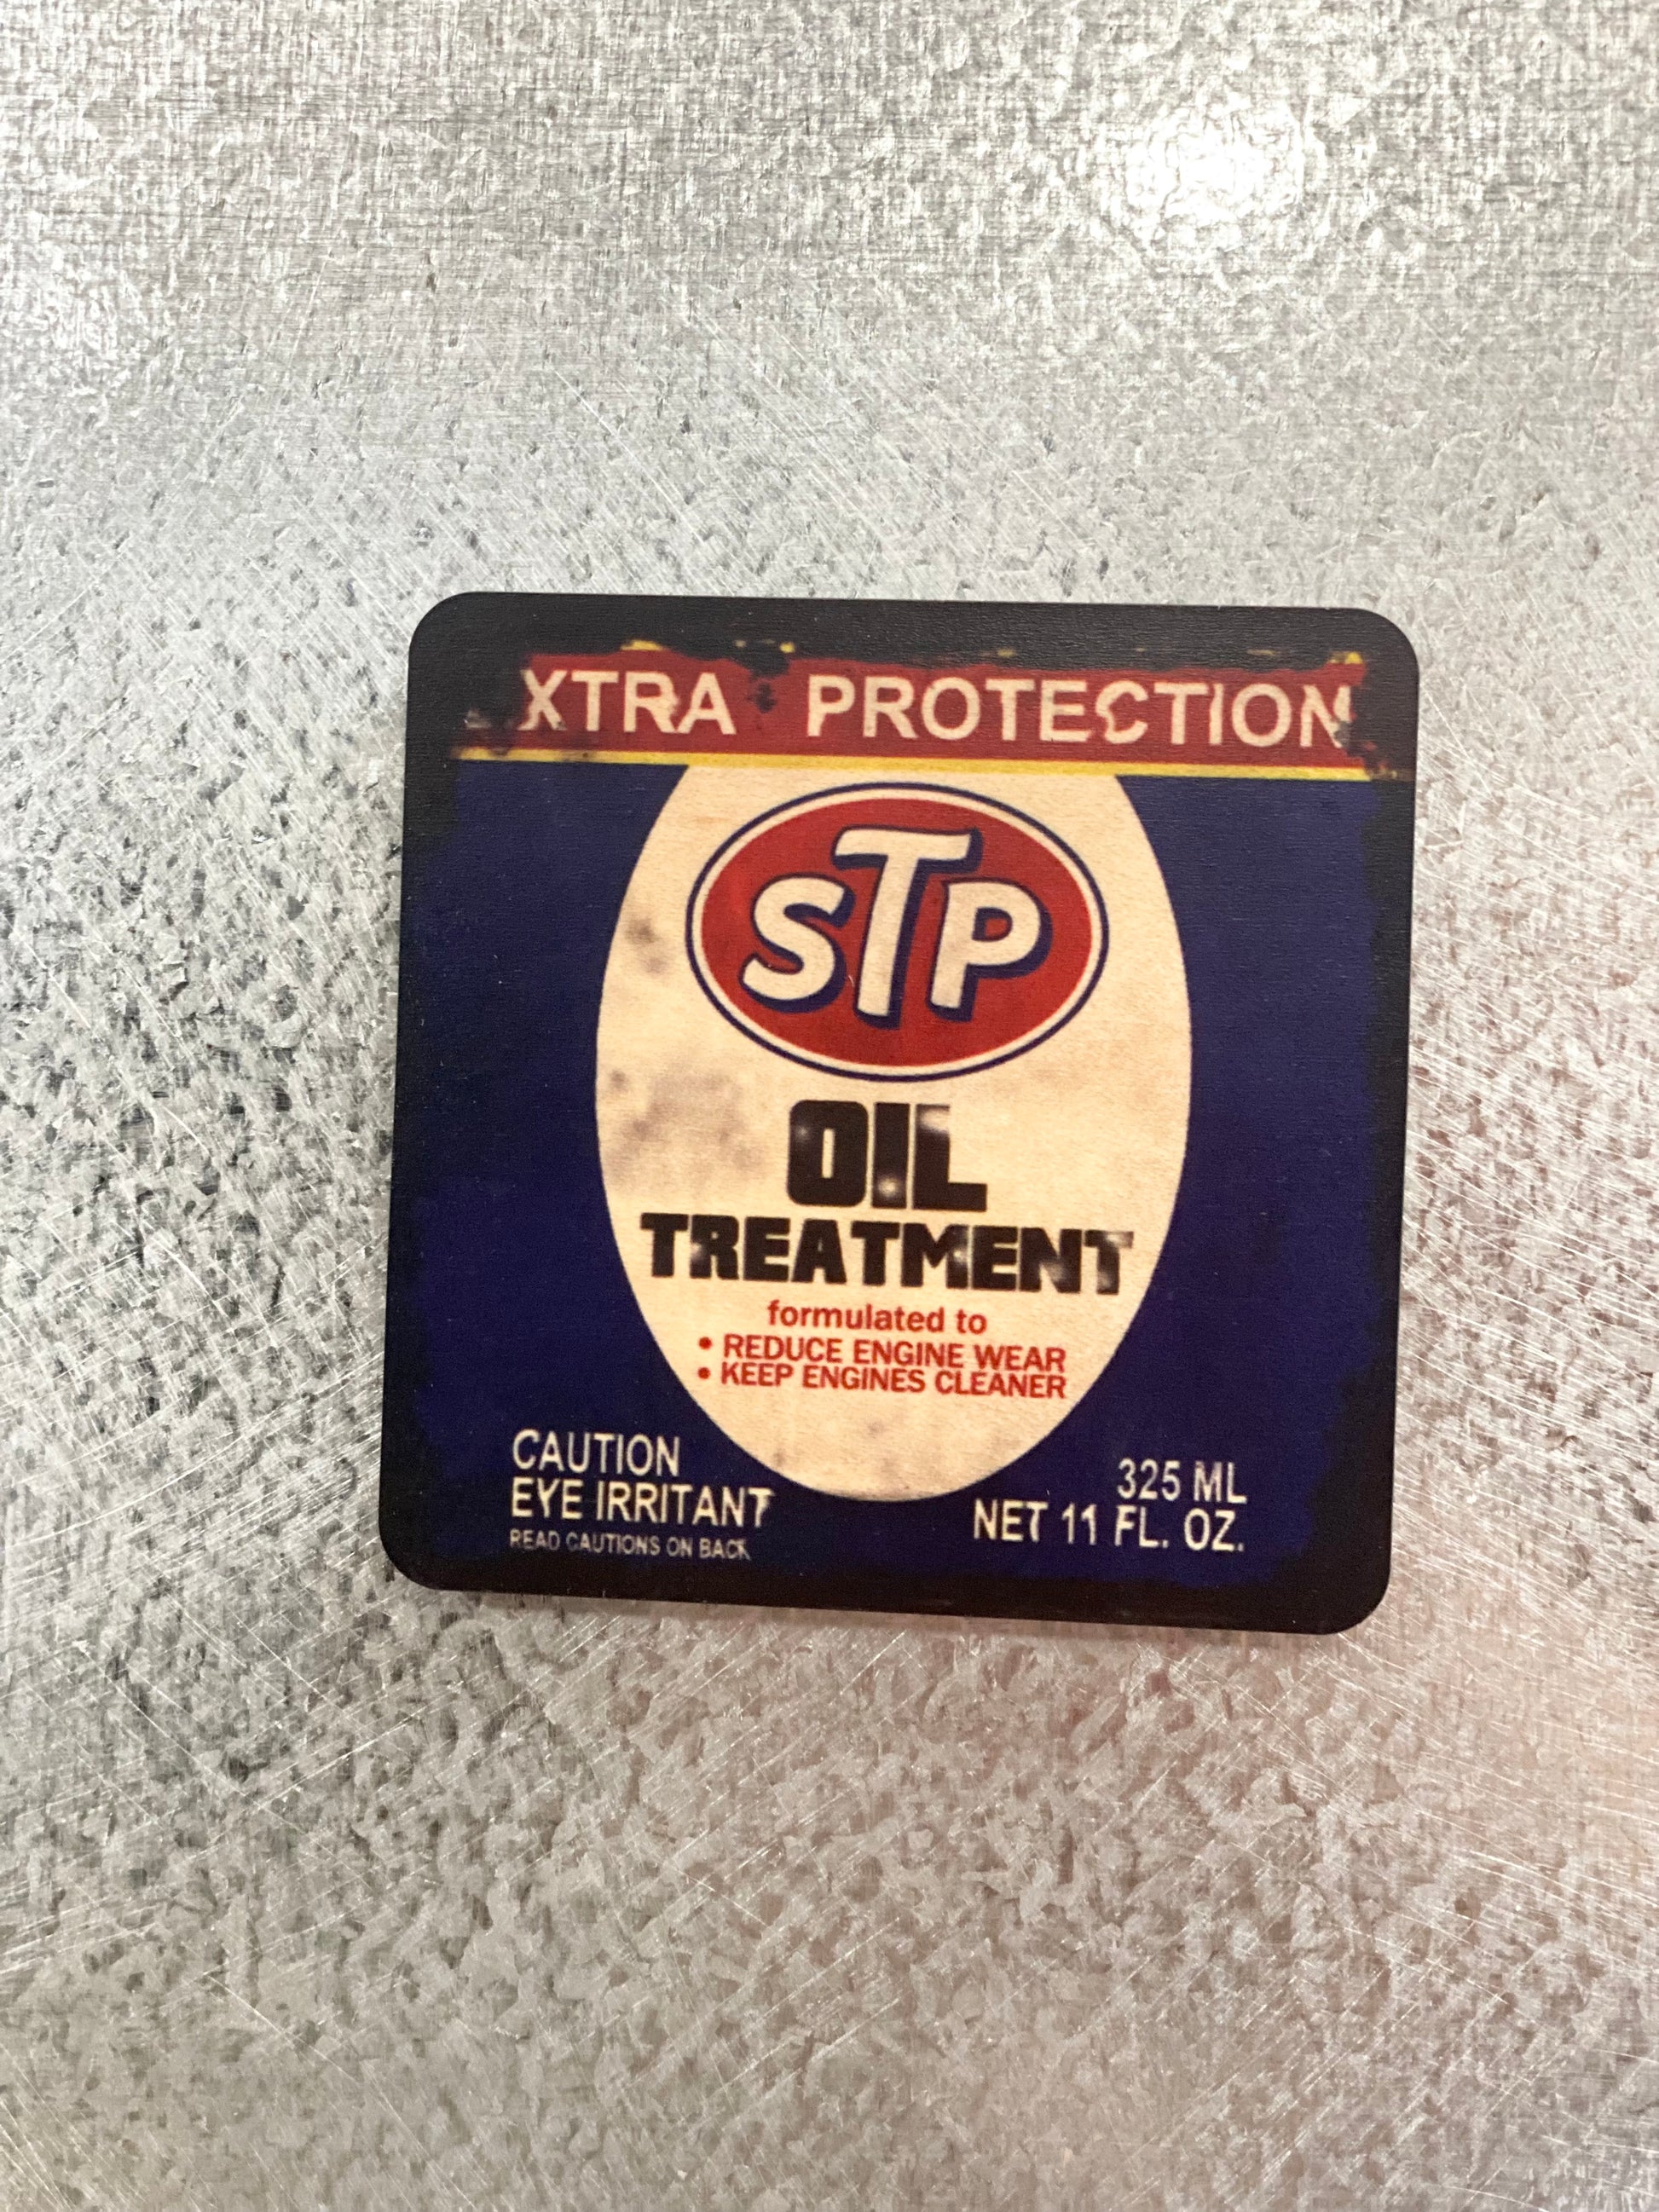 XTRA PROTECTION
STP
OIL
TREATMENT
formulated to
• REDUCE ENGINE WEAR
• KEEP ENGINES CLEANER
CAUTION
EYE IRRITANT
READ CAUTIONS ON BACK
325 ML
NET 11 FL. OZ.